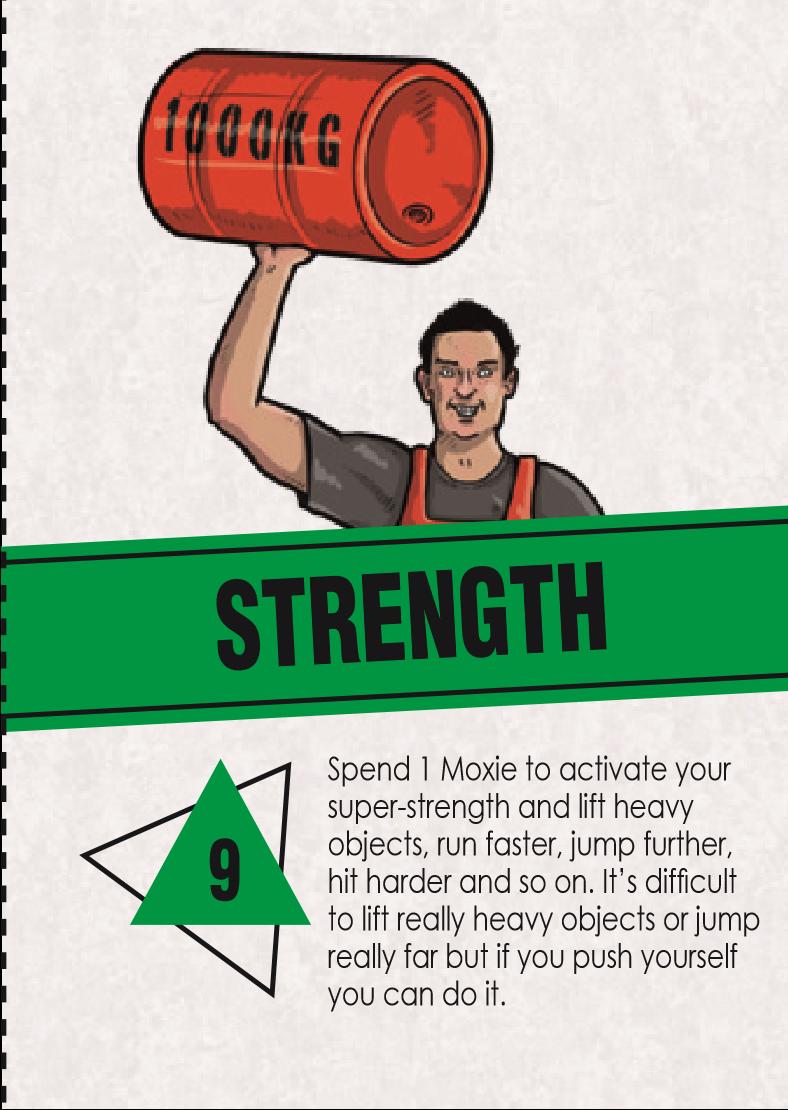 1000KG
STRENGTH
9
Spend 1 Moxie to activate your
super-strength and lift heavy
objects, run faster, jump further,
hit harder and so on. It’s difficult
to lift really heavy objects or jump
really far but if you push yourself
you can do it.